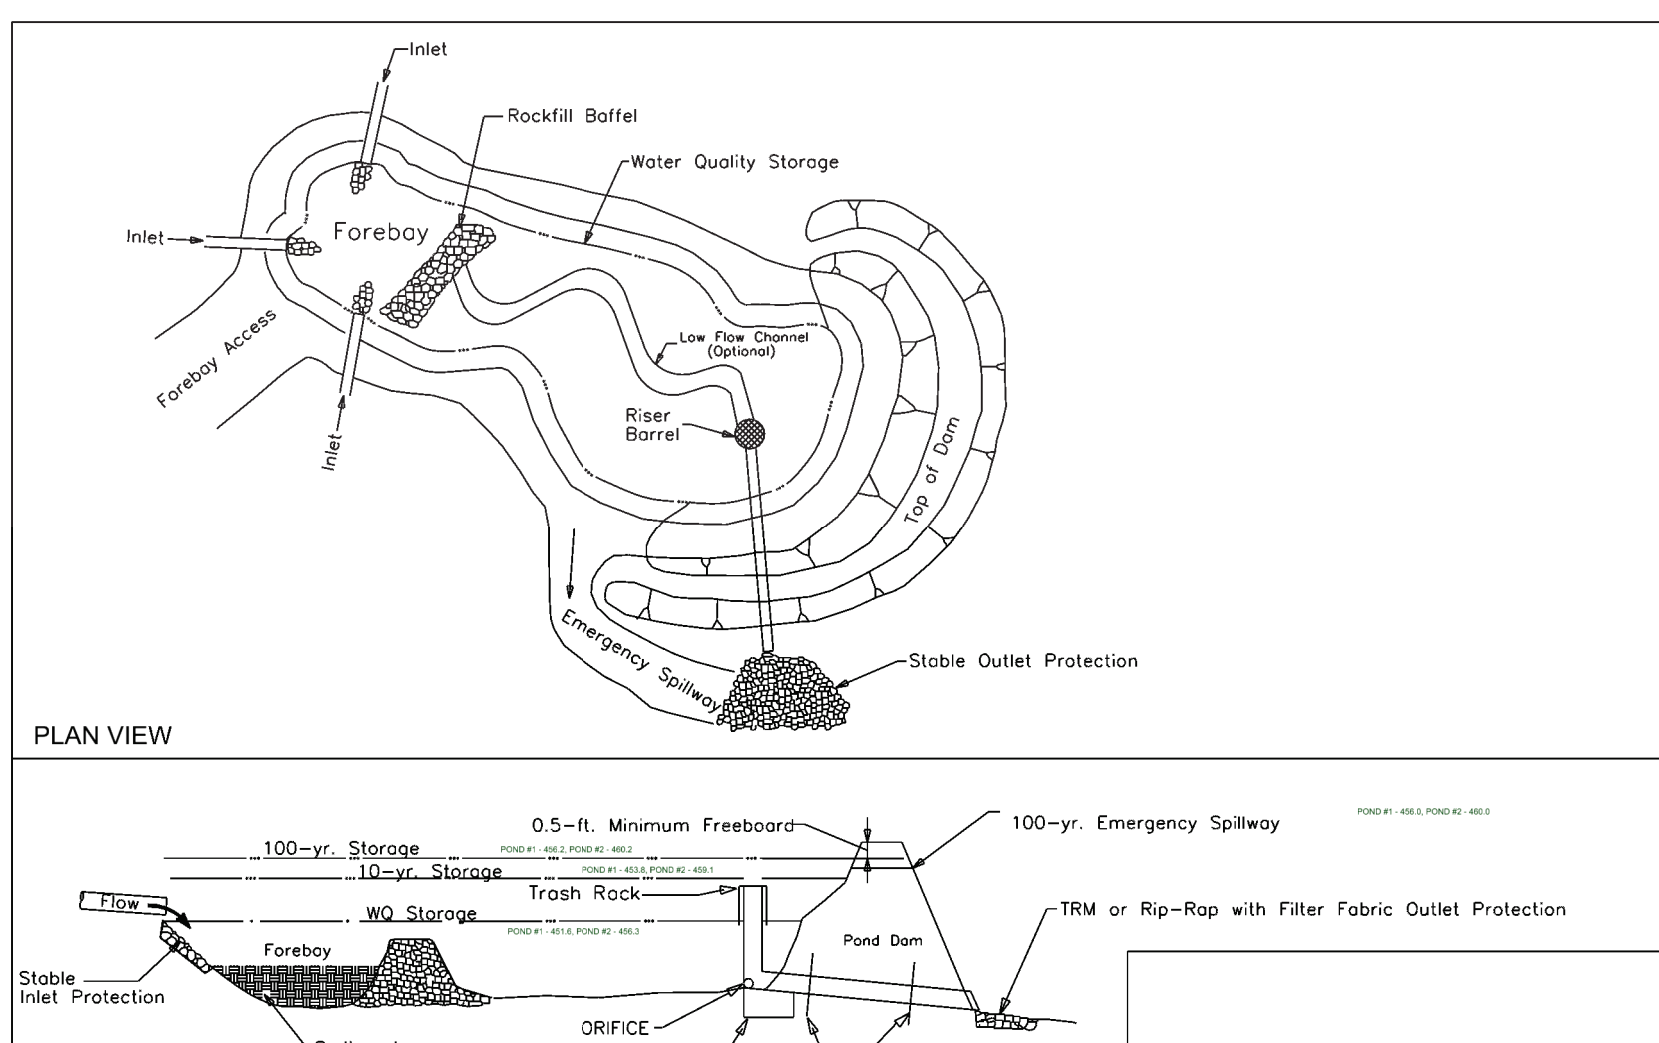 Inlet
Rockfill Baffel
Water Quality Storage
Forebay
Inlet
Low Flow Channel
(Optional)
Forebay Access
Riser
Barrel
Inlet
Top of Dam
Emergency Spillway
Stable Outlet Protection
PLAN VIEW
POND #1 - 456.0, POND #2 - 460.0
0.5-ft. Minimum Freeboard
100-yr. Emergency Spillway
100-yr. Storage
POND #1 - 456.2, POND #2 - 460.2
10-yr. Storage
POND #1 - 453.8, POND #2 - 459.1
Trash Rack
Flow
WQ Storage
TRM or Rip-Rap with Filter Fabric Outlet Protection
POND #1 - 451.6, POND #2 - 456.3
Pond Dam
Forebay
Stable
Inlet Protection
ORIFICE